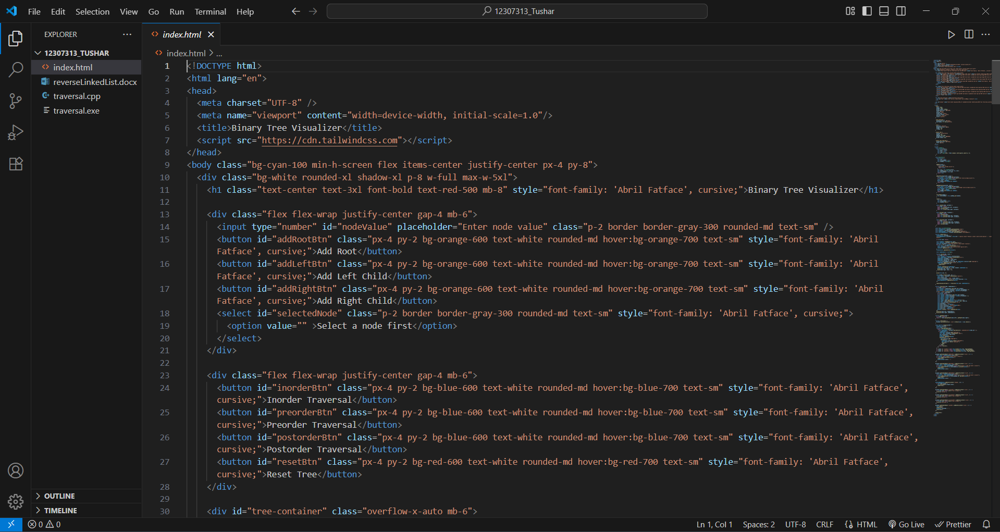 File Edit Selection View Go Run Terminal Help
12307313_Tushar
EXPLORER
12307313_TUSHAR
index.html
reverseLinkedList.docx
traversal.cpp
traversal.exe
OUTLINE
TIMELINE
index.html
index.html > ...
1 <!DOCTYPE html>
2 <html lang="en">
3 <head>
4 <meta charset="UTF-8" />
5 <meta name="viewport" content="width=device-width, initial-scale=1.0"/>
6 <title>Binary Tree Visualizer</title>
7 <script src="https://cdn.tailwindcss.com"></script>
8 </head>
9 <body class="bg-cyan-100 min-h-screen flex items-center justify-center px-4 py-8">
10 <div class="bg-white rounded-xl shadow-xl p-8 w-full max-w-5xl">
11 <h1 class="text-center text-3xl font-bold text-red-500 mb-8" style="font-family: 'Abril Fatface', cursive;">Binary Tree Visualizer</h1>
12
13 <div class="flex flex-wrap justify-center gap-4 mb-6">
14 <input type="number" id="nodeValue" placeholder="Enter node value" class="p-2 border border-gray-300 rounded-md text-sm" />
15 <button id="addRootBtn" class="px-4 py-2 bg-orange-600 text-white rounded-md hover:bg-orange-700 text-sm" style="font-family: 'Abril
Fatface', cursive;">Add Root</button>
16 <button id="addLeftBtn" class="px-4 py-2 bg-orange-600 text-white rounded-md hover:bg-orange-700 text-sm" style="font-family: 'Abril
Fatface', cursive;">Add Left Child</button>
17 <button id="addRightBtn" class="px-4 py-2 bg-orange-600 text-white rounded-md hover:bg-orange-700 text-sm" style="font-family: 'Abril
Fatface', cursive;">Add Right Child</button>
18 <select id="selectedNode" class="p-2 border border-gray-300 rounded-md text-sm" style="font-family: 'Abril Fatface', cursive;">
19 <option value="" >Select a node first</option>
20 </select>
21 </div>
22
23 <div class="flex flex-wrap justify-center gap-4 mb-6">
24 <button id="inorderBtn" class="px-4 py-2 bg-blue-600 text-white rounded-md hover:bg-blue-700 text-sm" style="font-family: 'Abril Fatface',
cursive;">Inorder Traversal</button>
25 <button id="preorderBtn" class="px-4 py-2 bg-blue-600 text-white rounded-md hover:bg-blue-700 text-sm" style="font-family: 'Abril Fatface',
cursive;">Preorder Traversal</button>
26 <button id="postorderBtn" class="px-4 py-2 bg-blue-600 text-white rounded-md hover:bg-blue-700 text-sm" style="font-family: 'Abril Fatface',
cursive;">Postorder Traversal</button>
27 <button id="resetBtn" class="px-4 py-2 bg-red-600 text-white rounded-md hover:bg-red-700 text-sm" style="font-family: 'Abril Fatface',
cursive;">Reset Tree</button>
28 </div>
29
30 <div id="tree-container" class="overflow-x-auto mb-6">
0 0
Ln 1, Col 1 Spaces: 2 UTF-8 CRLF HTML Go Live Prettier